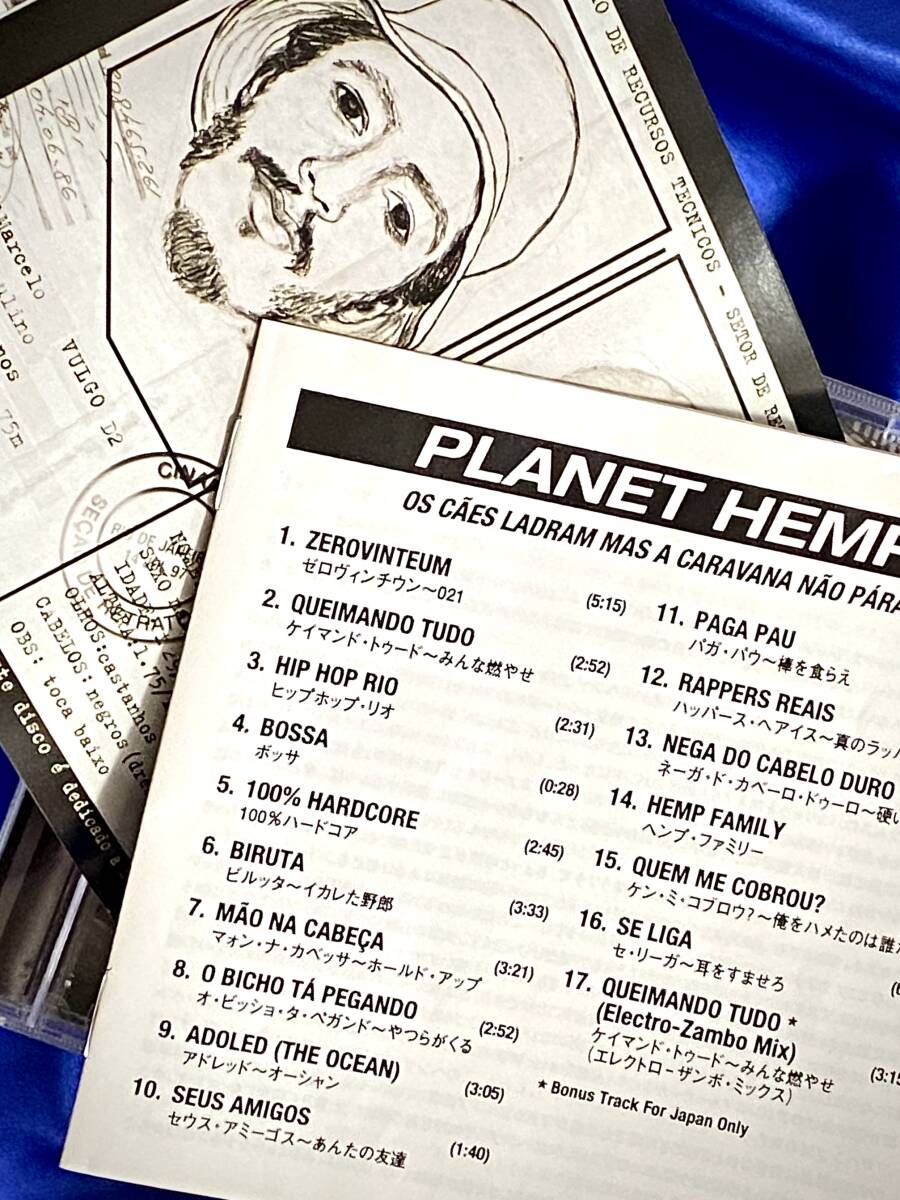 PLANET HEMP
OS CÃES LADRAM MAS A CARAVANA NÃO PÁRA
1. ZEROVINTEUM (5:15)
ゼロヴィンチウン〜021
2. QUEIMANDO TUDO (2:52)
ケイマンド・トゥード〜みんな燃やせ
3. HIP HOP RIO (2:31)
ヒップホップ・リオ
4. BOSSA (0:28)
ボッサ
5. 100% HARDCORE (2:45)
100%ハードコア
6. BIRUTA (3:33)
ビルッタ〜イカレた野郎
7. MÃO NA CABEÇA (3:21)
マォン・ナ・カベッサ〜ホールド・アップ
8. O BICHO TÁ PEGANDO (2:52)
オ・ビッショ・タ・ペガンド〜やつらがくる
9. ADOLED (THE OCEAN) (3:05)
アドレッド〜オーシャン
10. SEUS AMIGOS (1:40)
セウス・アミーゴス〜あんたの友達
11. PAGA PAU
パガ・パウ〜棒を食らえ
12. RAPPERS REAIS
ハッパース・ヘアイス〜真のラッパ
13. NEGA DO CABELO DURO
ネーガ・ド・カベーロ・ドゥーロ〜硬い
14. HEMP FAMILY
ヘンプ・ファミリー
15. QUEM ME COBROU?
ケン・ミ・コブロウ?〜俺をハメたのは誰
16. SE LIGA
セ・リーガ〜耳をすませろ
17. QUEIMANDO TUDO *
(Electro-Zambo Mix)
ケイマンド・トゥード〜みんな燃やせ
(エレクトロ-ザンボ・ミックス)
* Bonus Track For Japan Only
DE RECURSOS TECNICOS - SETOR DE
Marcelo
VULGO D2
75m
SEXO
OLHOS:castanhos
CABELOS: negros
OBS: toca baixo
te disco é dedicado a